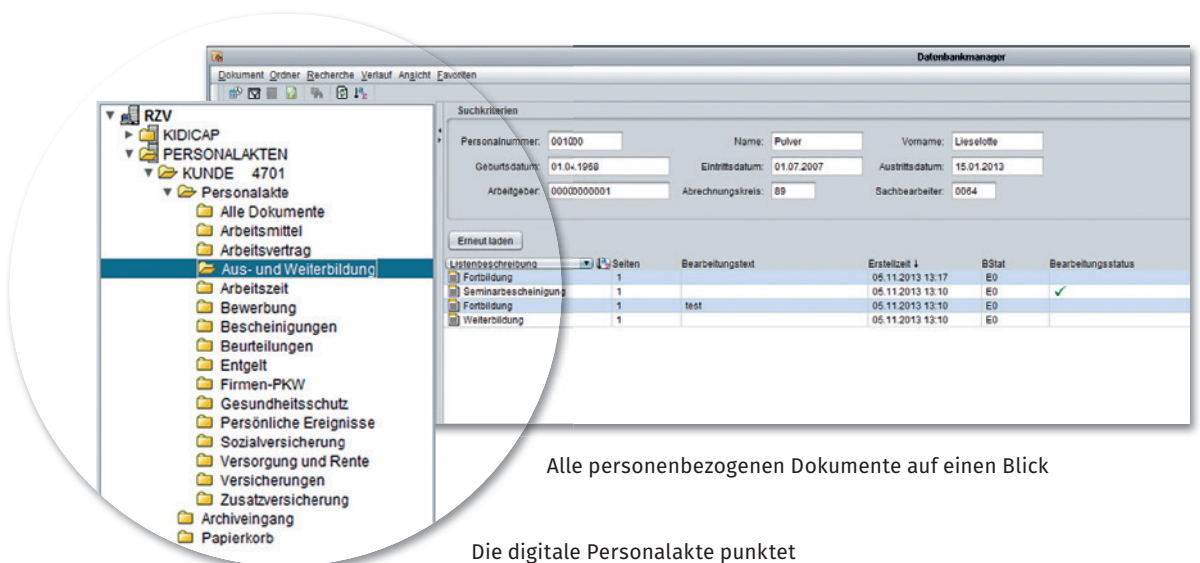 Datenbankmanager
Dokument Ordner Recherche Verlauf Ansicht Favoriten
RZV
KIDICAP
PERSONALAKTEN
KUNDE 4701
Personalakte
Alle Dokumente
Arbeitsmittel
Arbeitsvertrag
Aus- und Weiterbildung
Arbeitszeit
Bewerbung
Bescheinigungen
Beurteilungen
Entgelt
Firmen-PKW
Gesundheitsschutz
Persönliche Ereignisse
Sozialversicherung
Versorgung und Rente
Versicherungen
Zusatzversicherung
Archiveingang
Papierkorb
Suchkriterien
Personalnummer: 001000 Name: Pulver Vorname: Lieselotte
Geburtsdatum: 01.04.1968 Eintrittsdatum: 01.07.2007 Austrittsdatum: 15.01.2013
Arbeitgeber: 00000000001 Abrechnungskreis: 89 Sachbearbeiter: 0064
Erneut laden
Listenbeschreibung Seiten Bearbeitungstext Erstellzeit ↓ BStat Bearbeitungsstatus
Fortbildung 1 05.11.2013 13:17 E0
Seminarbescheinigung 1 05.11.2013 13:10 E0 ✓
Fortbildung 1 test 05.11.2013 13:10 E0
Weiterbildung 1 05.11.2013 13:10 E0
Alle personenbezogenen Dokumente auf einen Blick
Die digitale Personalakte punktet